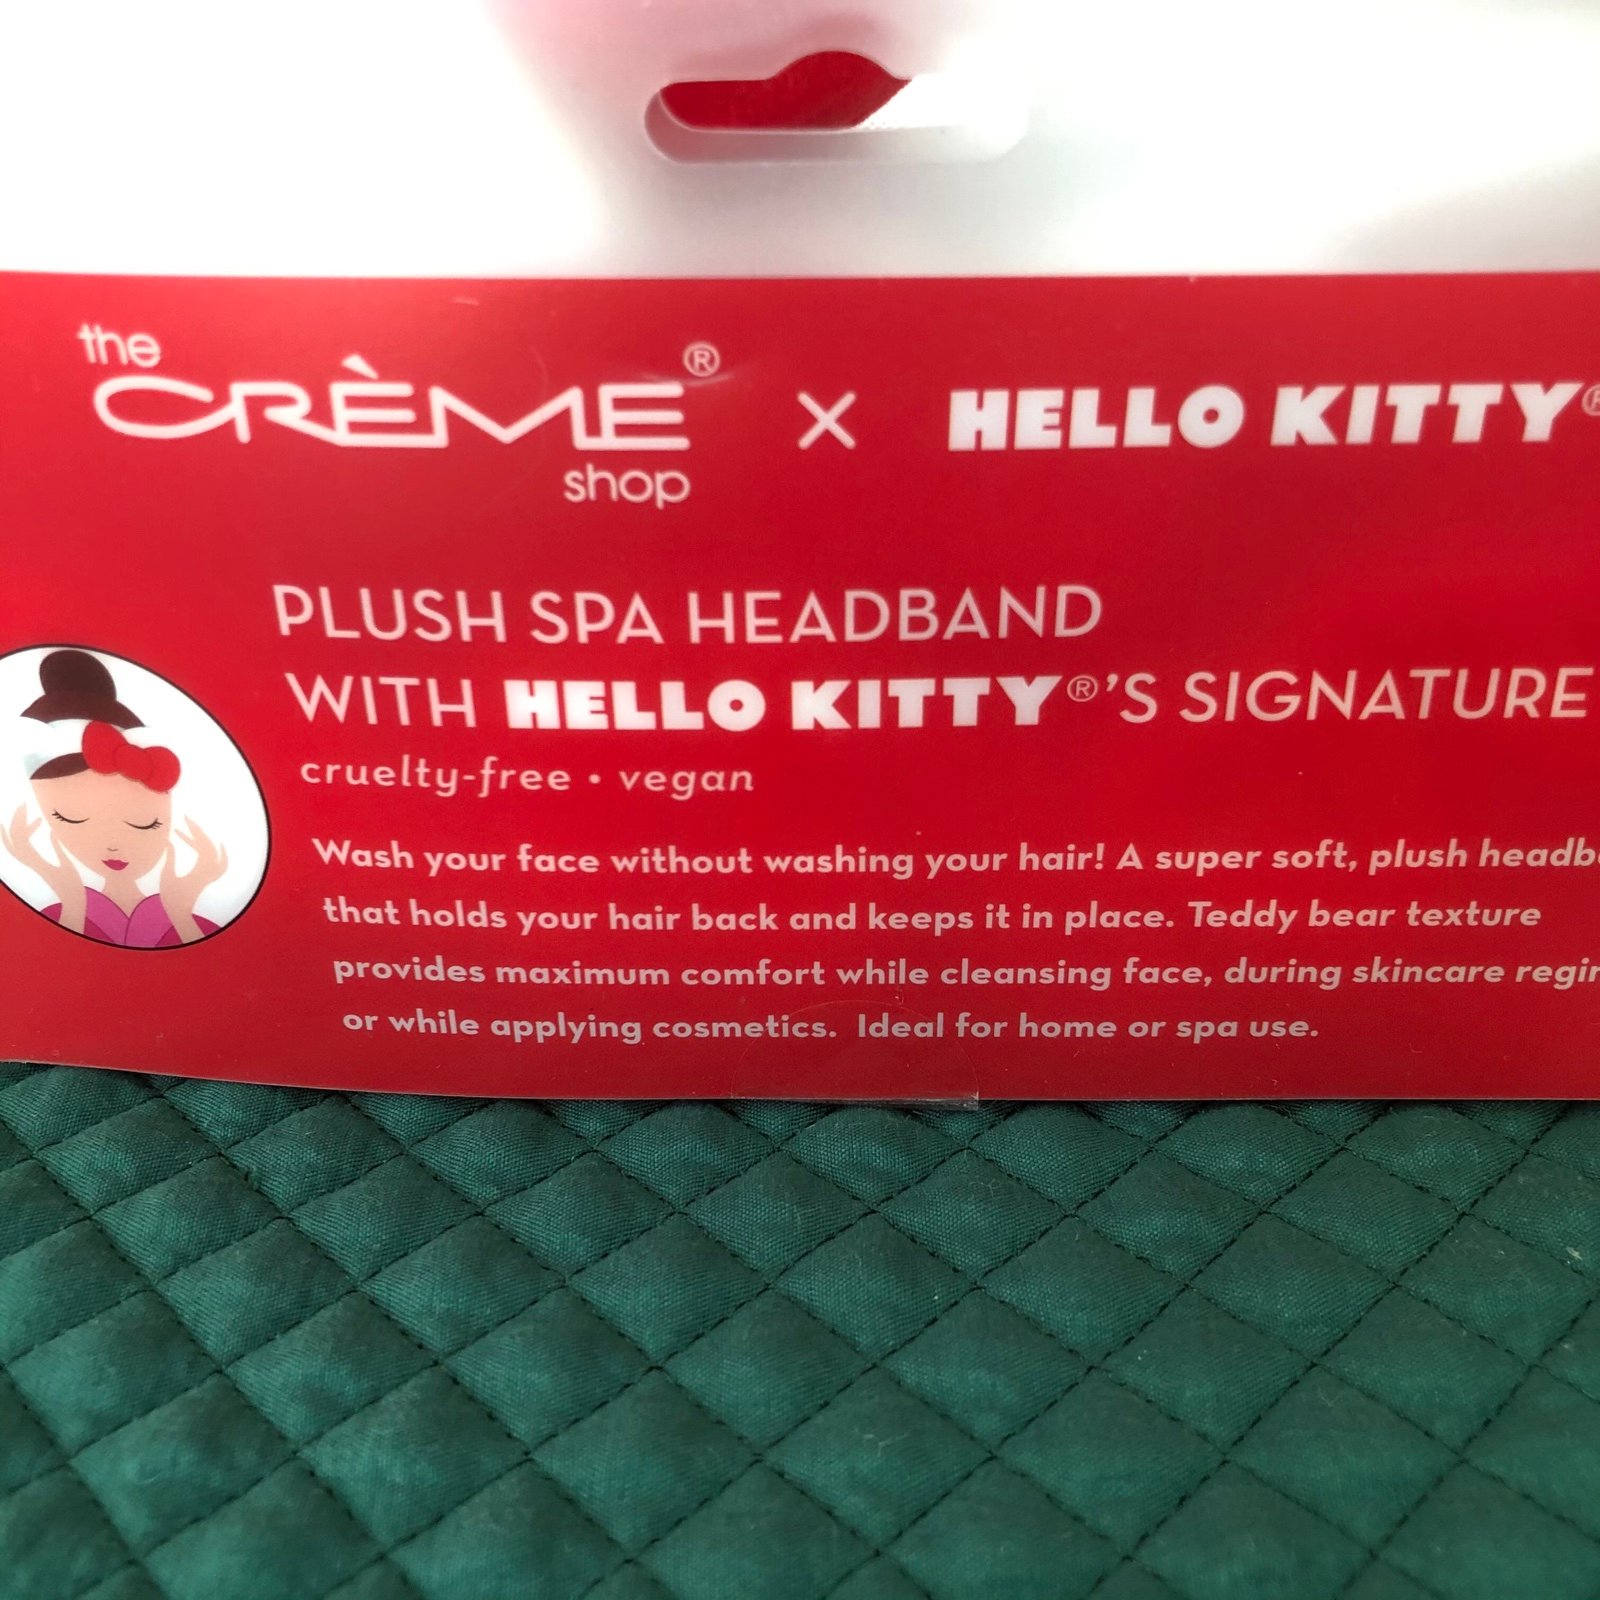 the
CRÈME®
shop
× HELLO KITTY®
PLUSH SPA HEADBAND
WITH HELLO KITTY®'S SIGNATURE
cruelty-free • vegan
Wash your face without washing your hair! A super soft, plush
that holds your hair back and keeps it in place. Teddy bear texture
provides maximum comfort while cleansing face, during skincare
or while applying cosmetics. Ideal for home or spa use.